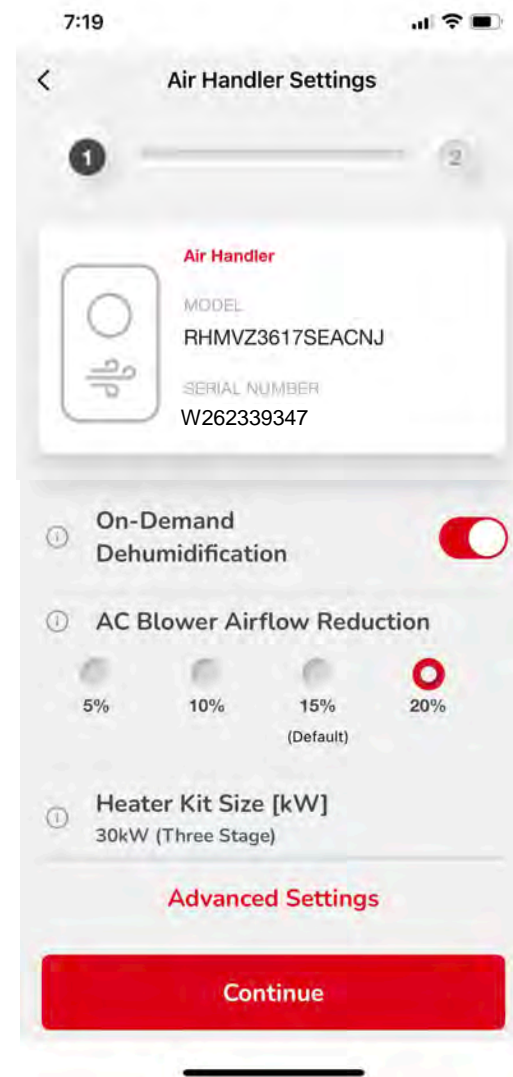 7:19
Air Handler Settings
1
2
Air Handler
MODEL
RHMVZ3617SEACNJ
SERIAL NUMBER
W262339347
On-Demand
Dehumidification
AC Blower Airflow Reduction
5% 10% 15% 20%
(Default)
Heater Kit Size [kW]
30kW (Three Stage)
Advanced Settings
Continue